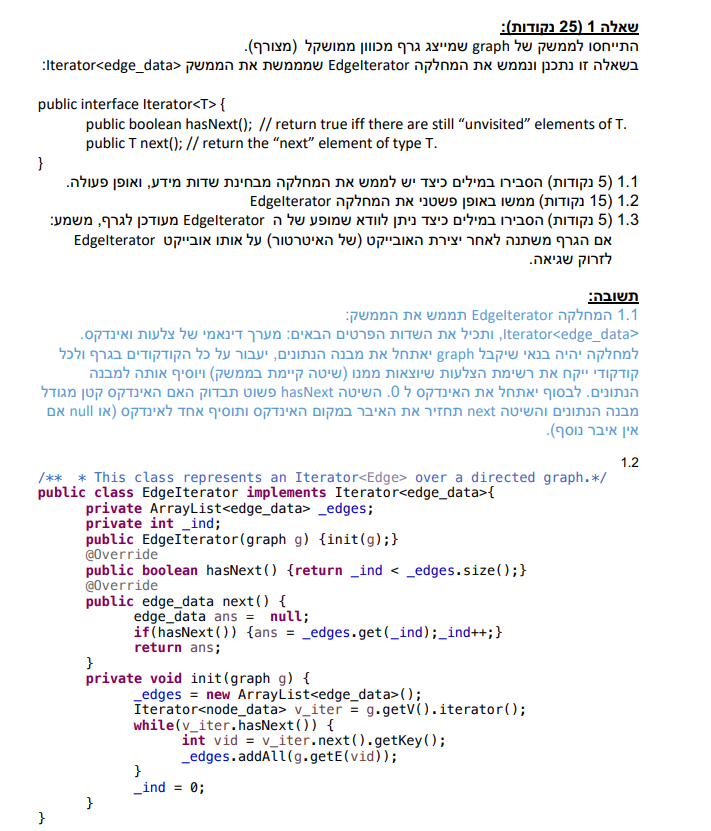 שאלה 1 (25 נקודות):
התייחסו לממשק של graph שמייצג גרף מכווון ממושקל (מצורף).
בשאלה זו נתכנן ונממש את המחלקה EdgeIterator שמממשת את הממשק Iterator<edge_data>:
public interface Iterator<T> {
public boolean hasNext(); // return true iff there are still “unvisited” elements of T.
public T next(); // return the “next” element of type T.
}
1.1 (5 נקודות) הסבירו במילים כיצד יש לממש את המחלקה מבחינת שדות מידע, ואופן פעולה.
1.2 (15 נקודות) ממשו באופן פשטני את המחלקה EdgeIterator
1.3 (5 נקודות) הסבירו במילים כיצד ניתן לוודא שמופע של ה EdgeIterator מעודכן לגרף, משמע:
אם הגרף משתנה לאחר יצירת האובייקט (של האיטרטור) על אותו אובייקט EdgeIterator
לזרוק שגיאה.
תשובה:
1.1 המחלקה EdgeIterator תממש את הממשק:
Iterator<edge_data>, ותכיל את השדות הפרטים הבאים: מערך דינאמי של צלעות ואינדקס.
למחלקה יהיה בנאי שיקבל graph יאתחל את מבנה הנתונים, יעבור על כל הקודקודים בגרף ולכל
קודקודי ייקח את רשימת הצלעות שיוצאות ממנו (שיטה קיימת בממשק) ויוסיף אותה למבנה
הנתונים. לבסוף יאתחל את האינדקס ל 0. השיטה hasNext פשוט תבדוק האם האינדקס קטן מגודל
מבנה הנתונים והשיטה next תחזיר את האיבר במקום האינדקס ותוסיף אחד לאינדקס (או null אם
אין איבר נוסף).
1.2
/** * This class represents an Iterator<Edge> over a directed graph.*/
public class EdgeIterator implements Iterator<edge_data>{
private ArrayList<edge_data> _edges;
private int _ind;
public EdgeIterator(graph g) {init(g);}
@Override
public boolean hasNext() {return _ind < _edges.size();}
@Override
public edge_data next() {
edge_data ans = null;
if(hasNext()) {ans = _edges.get(_ind);_ind++;}
return ans;
}
private void init(graph g) {
_edges = new ArrayList<edge_data>();
Iterator<node_data> v_iter = g.getV().iterator();
while(v_iter.hasNext()) {
int vid = v_iter.next().getKey();
_edges.addAll(g.getE(vid));
}
_ind = 0;
}
}